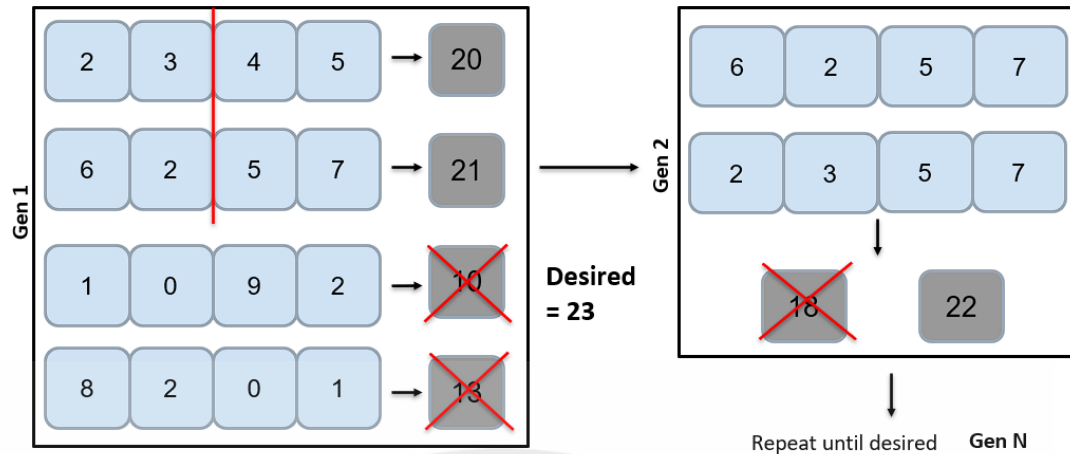 Gen 1
2 3 4 5 20
6 2 5 7 21
1 0 9 2 10
8 2 0 1 13
Desired
= 23
Gen 2
6 2 5 7
2 3 5 7
18 22
Repeat until desired Gen N